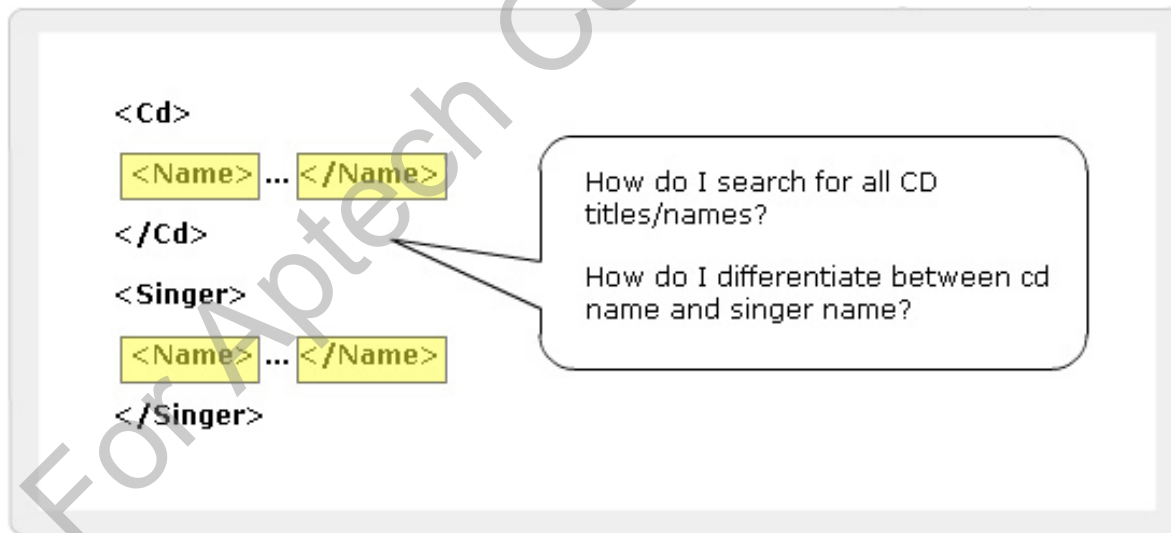 <Cd>
<Name> ... </Name>
</Cd>
<Singer>
<Name> ... </Name>
</Singer>
How do I search for all CD
titles/names?
How do I differentiate between cd
name and singer name?
For Aptech